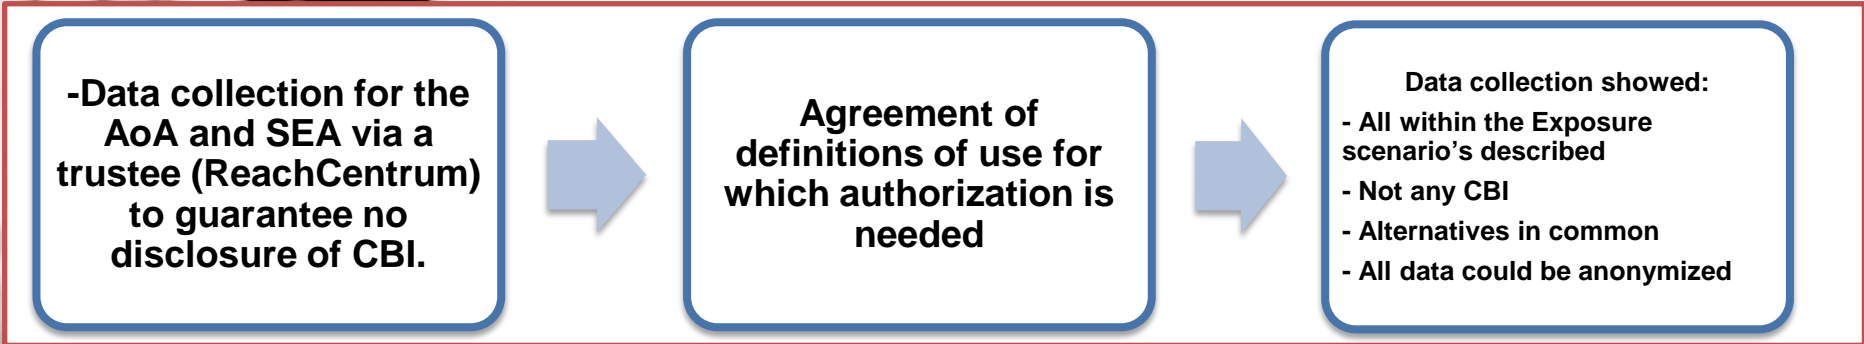 -Data collection for the
AoA and SEA via a
trustee (ReachCentrum)
to guarantee no
disclosure of CBI.
Agreement of
definitions of use for
which authorization is
needed
Data collection showed:
- All within the Exposure
scenario’s described
- Not any CBI
- Alternatives in common
- All data could be anonymized